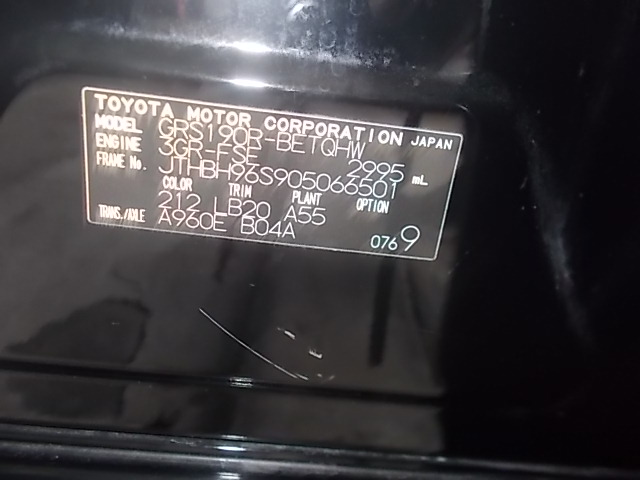 TOYOTA MOTOR CORPORATION JAPAN
MODEL GRS190R-BETQHW
ENGINE 3GR-FSE 2995 mL
FRAME No. JTHBH96S905066501
COLOR TRIM PLANT OPTION
212 LB20 A55
TRANS./AXLE A960E B04A
0769